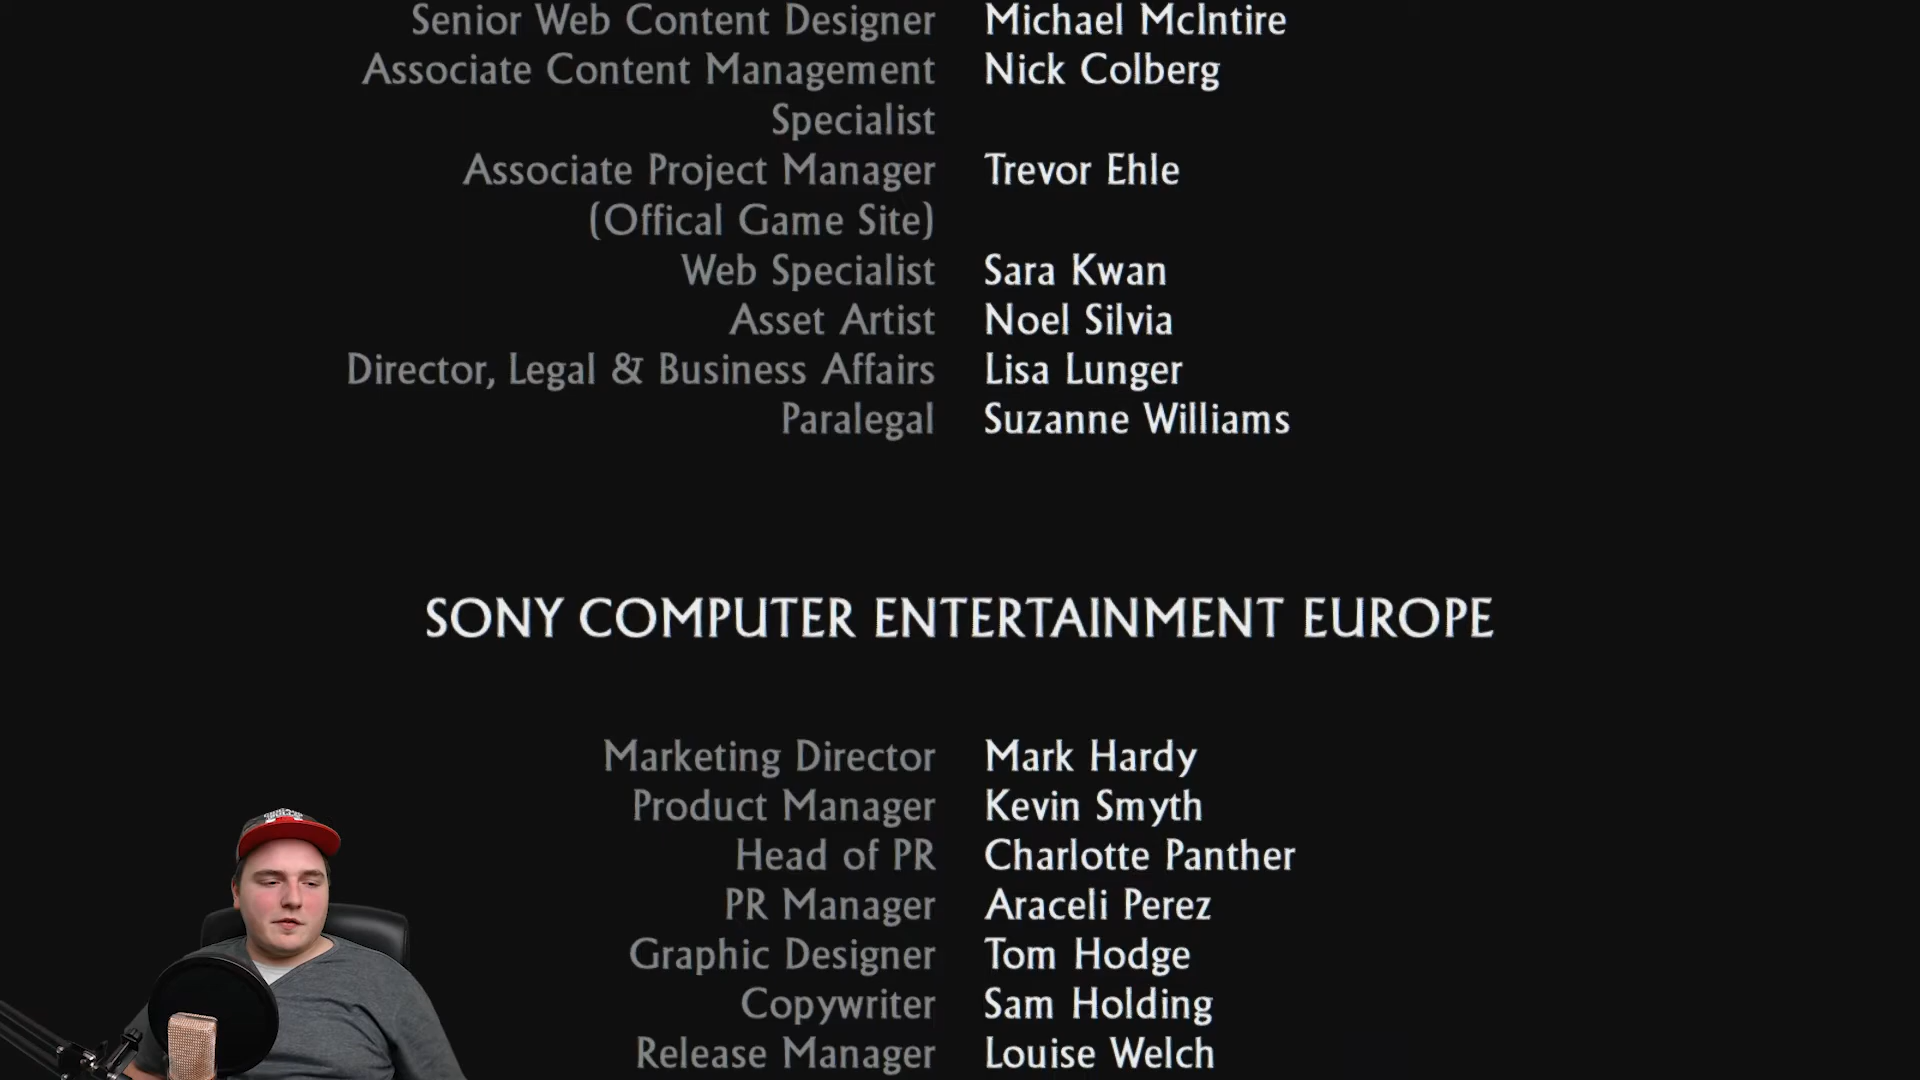 Senior Web Content Designer Michael McIntire
Associate Content Management Nick Colberg
Specialist
Associate Project Manager Trevor Ehle
(Offical Game Site)
Web Specialist Sara Kwan
Asset Artist Noel Silvia
Director, Legal & Business Affairs Lisa Lunger
Paralegal Suzanne Williams
SONY COMPUTER ENTERTAINMENT EUROPE
Marketing Director Mark Hardy
Product Manager Kevin Smyth
Head of PR Charlotte Panther
PR Manager Araceli Perez
Graphic Designer Tom Hodge
Copywriter Sam Holding
Release Manager Louise Welch